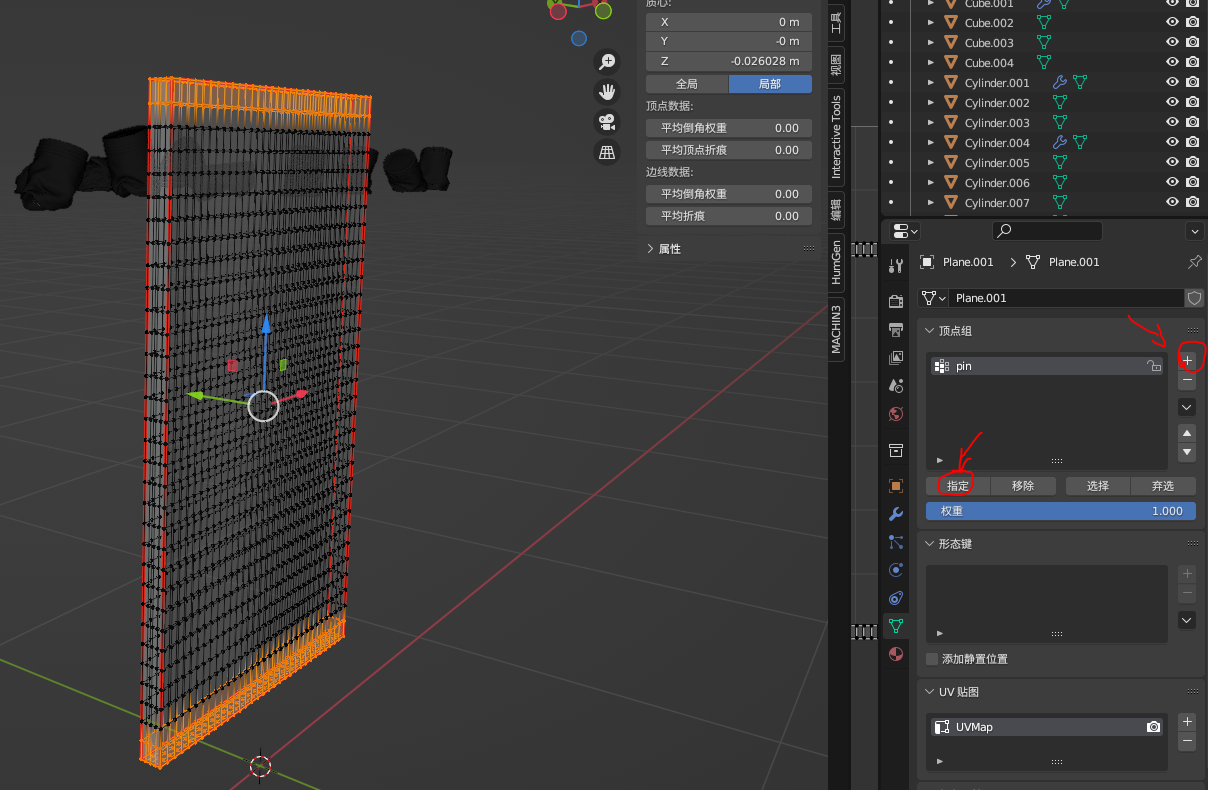 质心:
X 0 m
Y -0 m
Z -0.026028 m
全局 局部
顶点数据:
平均倒角权重 0.00
平均顶点折痕 0.00
边线数据:
平均倒角权重 0.00
平均折痕 0.00
属性
工具
视图
Interactive Tools
编辑
HumGen
MACHIN3
Cube.001
Cube.002
Cube.003
Cube.004
Cylinder.001
Cylinder.002
Cylinder.003
Cylinder.004
Cylinder.005
Cylinder.006
Cylinder.007
Plane.001 Plane.001
Plane.001
顶点组
pin
指定 移除 选择 弃选
权重 1.000
形态键
添加静置位置
UV 贴图
UVMap